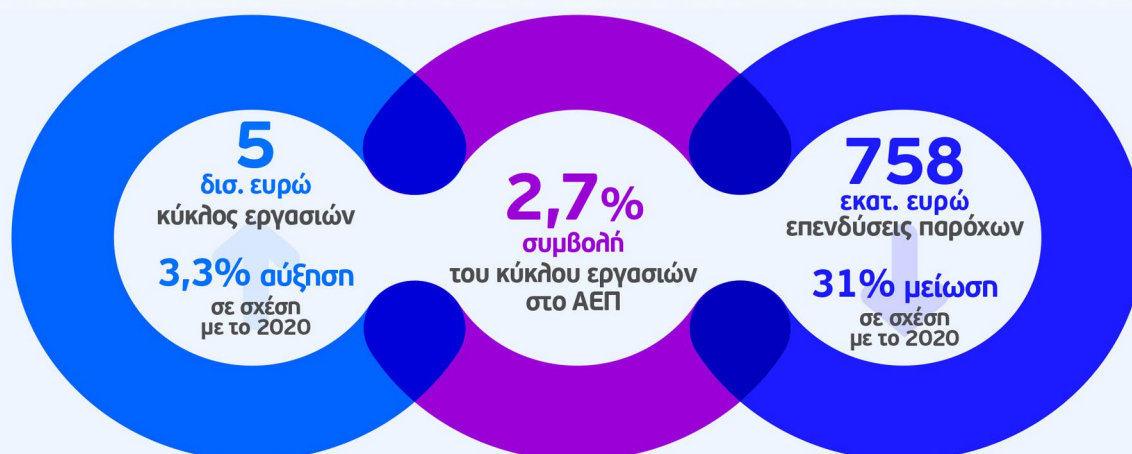 5
δισ. ευρώ
κύκλος εργασιών
3,3% αύξηση
σε σχέση
με το 2020
2,7%
συμβολή
του κύκλου εργασιών
στο ΑΕΠ
758
εκατ. ευρώ
επενδύσεις παρόχων
31% μείωση
σε σχέση
με το 2020